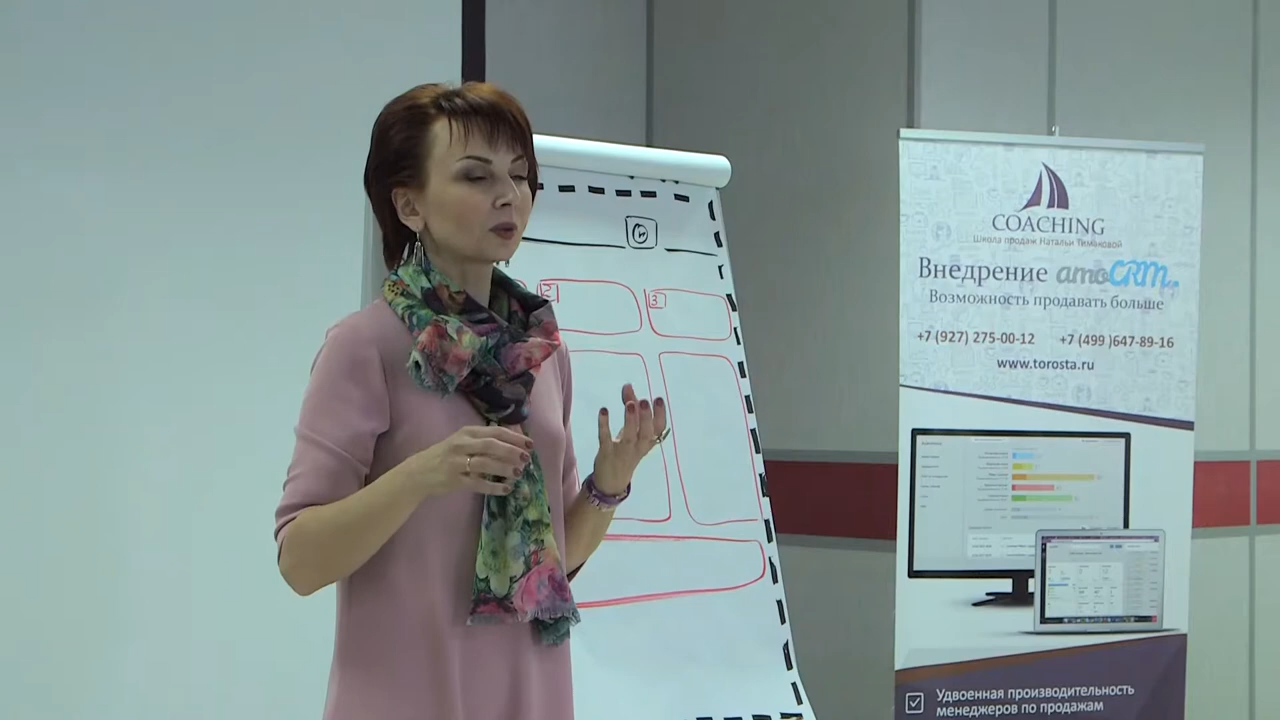 2
3
COACHING
Школа продаж Натальи Тимаковой
Внедрение amoCRM
Возможность продавать больше
+7 (927) 275-00-12 +7 (499 )647-89-16
www.torosta.ru
Удвоенная производительность
менеджеров по продажам